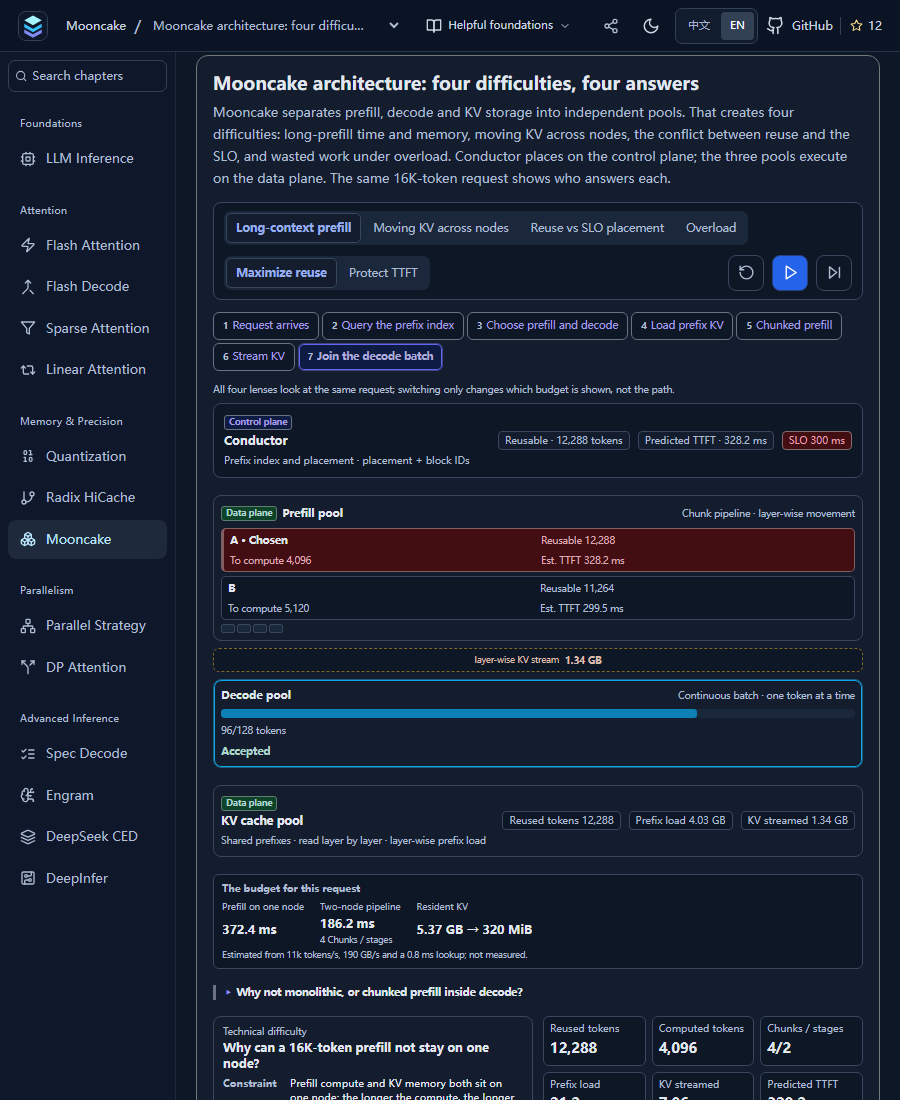 Mooncake / Mooncake architecture: four difficu...
Helpful foundations
中文
EN
GitHub
12
Search chapters
Foundations
LLM Inference
Attention
Flash Attention
Flash Decode
Sparse Attention
Linear Attention
Memory & Precision
Quantization
Radix HiCache
Mooncake
Parallelism
Parallel Strategy
DP Attention
Advanced Inference
Spec Decode
Engram
DeepSeek CED
DeepInfer
Mooncake architecture: four difficulties, four answers
Mooncake separates prefill, decode and KV storage into independent pools. That creates four
difficulties: long-prefill time and memory, moving KV across nodes, the conflict between reuse and the
SLO, and wasted work under overload. Conductor places on the control plane; the three pools execute
on the data plane. The same 16K-token request shows who answers each.
Long-context prefill
Moving KV across nodes
Reuse vs SLO placement
Overload
Maximize reuse
Protect TTFT
1 Request arrives
2 Query the prefix index
3 Choose prefill and decode
4 Load prefix KV
5 Chunked prefill
6 Stream KV
7 Join the decode batch
All four lenses look at the same request; switching only changes which budget is shown, not the path.
Control plane
Conductor
Prefix index and placement · placement + block IDs
Reusable · 12,288 tokens
Predicted TTFT · 328.2 ms
SLO 300 ms
Data plane
Prefill pool
Chunk pipeline · layer-wise movement
A • Chosen
Reusable 12,288
To compute 4,096
Est. TTFT 328.2 ms
B
Reusable 11,264
To compute 5,120
Est. TTFT 299.5 ms
layer-wise KV stream 1.34 GB
Decode pool
Continuous batch · one token at a time
96/128 tokens
Accepted
Data plane
KV cache pool
Shared prefixes · read layer by layer · layer-wise prefix load
Reused tokens 12,288
Prefix load 4.03 GB
KV streamed 1.34 GB
The budget for this request
Prefill on one node
372.4 ms
Two-node pipeline
186.2 ms
4 Chunks / stages
Resident KV
5.37 GB → 320 MiB
Estimated from 11k tokens/s, 190 GB/s and a 0.8 ms lookup; not measured.
Why not monolithic, or chunked prefill inside decode?
Technical difficulty
Why can a 16K-token prefill not stay on one
node?
Constraint
Prefill compute and KV memory both sit on
one node: the longer the compute, the longer
Reused tokens
12,288
Computed tokens
4,096
Chunks / stages
4/2
Prefix load
KV streamed
Predicted TTFT